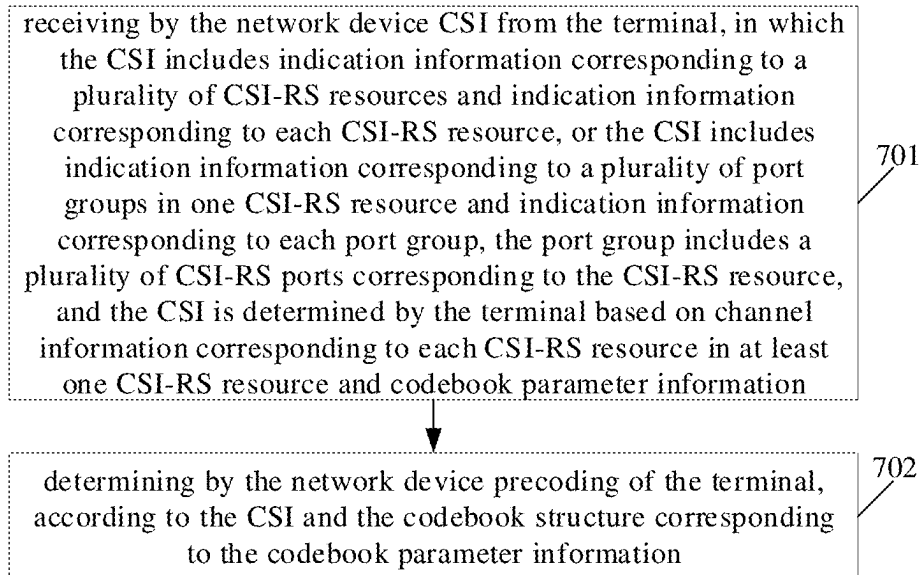 receiving by the network device CSI from the terminal, in which
the CSI includes indication information corresponding to a
plurality of CSI-RS resources and indication information
corresponding to each CSI-RS resource, or the CSI includes
indication information corresponding to a plurality of port
groups in one CSI-RS resource and indication information
corresponding to each port group, the port group includes a
plurality of CSI-RS ports corresponding to the CSI-RS resource,
and the CSI is determined by the terminal based on channel
information corresponding to each CSI-RS resource in at least
one CSI-RS resource and codebook parameter information
701
determining by the network device precoding of the terminal,
according to the CSI and the codebook structure corresponding
to the codebook parameter information
702